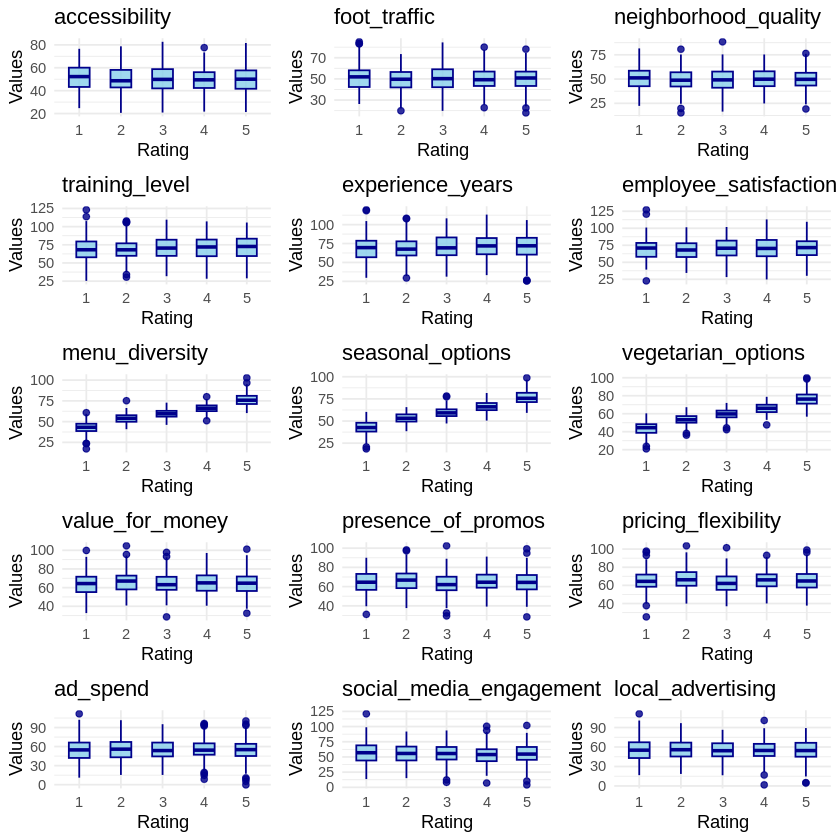 accessibility
80
60
40
20
Values
1 2 3 4 5
Rating
foot_traffic
70
50
30
Values
1 2 3 4 5
Rating
neighborhood_quality
75
50
25
Values
1 2 3 4 5
Rating
training_level
125
100
75
50
25
Values
1 2 3 4 5
Rating
experience_years
100
75
50
25
Values
1 2 3 4 5
Rating
employee_satisfaction
125
100
75
50
25
Values
1 2 3 4 5
Rating
menu_diversity
100
75
50
25
Values
1 2 3 4 5
Rating
seasonal_options
100
75
50
25
Values
1 2 3 4 5
Rating
vegetarian_options
100
80
60
40
20
Values
1 2 3 4 5
Rating
value_for_money
100
80
60
40
Values
1 2 3 4 5
Rating
presence_of_promos
100
80
60
40
Values
1 2 3 4 5
Rating
pricing_flexibility
100
80
60
40
Values
1 2 3 4 5
Rating
ad_spend
90
60
30
0
Values
1 2 3 4 5
Rating
social_media_engagement
125
100
75
50
25
0
Values
1 2 3 4 5
Rating
local_advertising
90
60
30
0
Values
1 2 3 4 5
Rating